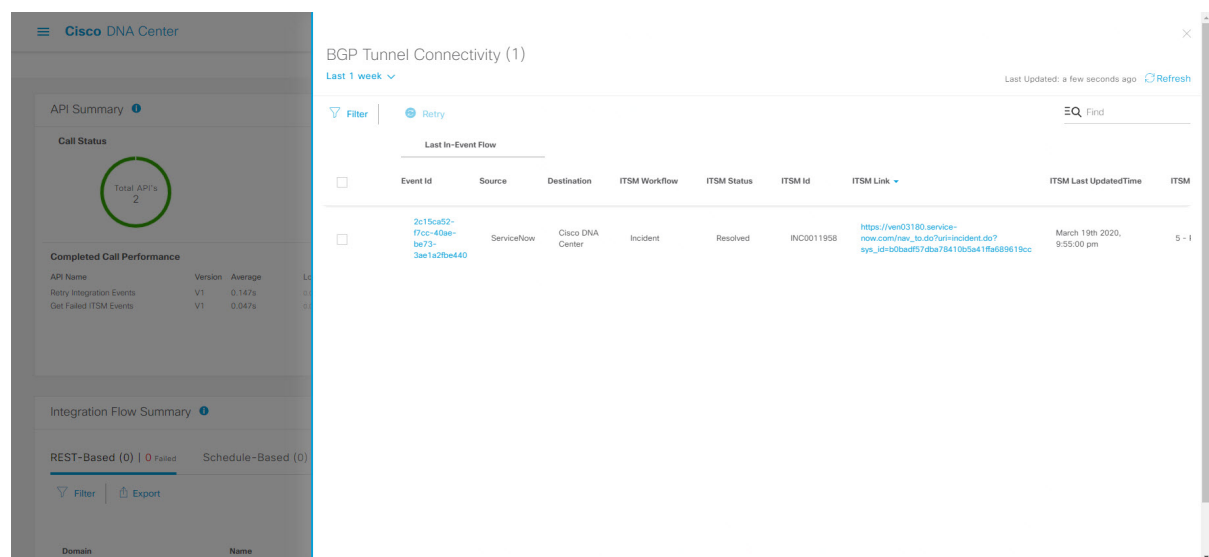 Cisco DNA Center
API Summary
Call Status
Total API's
2
Completed Call Performance
API Name Version Average
Retry Integration Events V1 0.147s
Get Failed ITSM Events V1 0.047s
Integration Flow Summary
REST-Based (0) | 0 Failed Schedule-Based (0)
Filter Export
Domain Name
BGP Tunnel Connectivity (1)
Last 1 week
Last Updated: a few seconds ago Refresh
Filter Retry
Find
Last In-Event Flow
Event Id Source Destination ITSM Workflow ITSM Status ITSM Id ITSM Link ITSM Last UpdatedTime ITSM
2c15ca52-
f7cc-40ae-
be73-
3ae1a2fbe440
ServiceNow
Cisco DNA
Center
Incident
Resolved
INC0011958
https://ven03180.service-
now.com/nav_to.do?uri=incident.do?
sys_id=b0badf57dba78410b5a41ffa689619cc
March 19th 2020,
9:55:00 pm
5 -